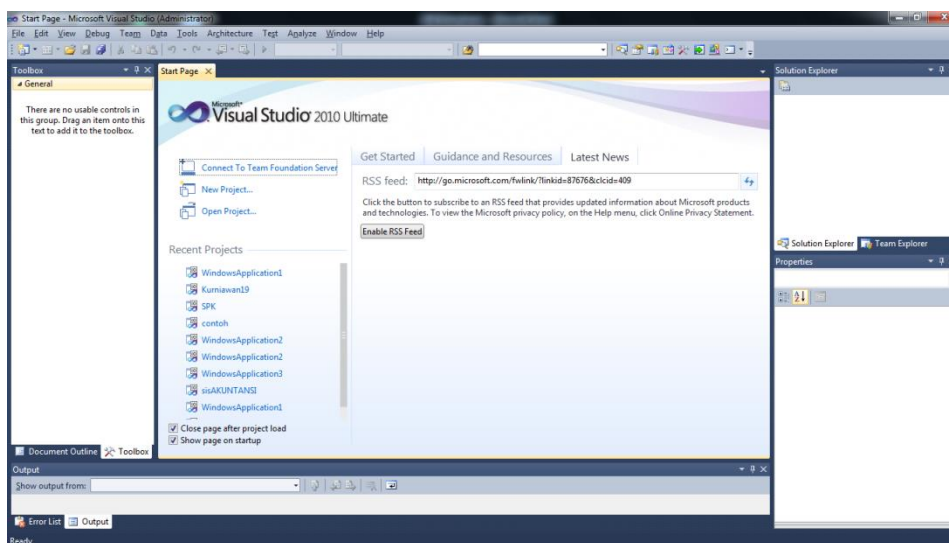 Start Page - Microsoft Visual Studio (Administrator)
File Edit View Debug Team Data Tools Architecture Test Analyze Window Help
Toolbox
General
There are no usable controls in
this group. Drag an item onto this
text to add it to the toolbox.
Document Outline Toolbox
Start Page
Microsoft®
Visual Studio 2010 Ultimate
Connect To Team Foundation Server
New Project...
Open Project...
Recent Projects
WindowsApplication1
Kurniawan19
SPK
contoh
WindowsApplication2
WindowsApplication2
WindowsApplication3
sisAKUNTANSI
WindowsApplication1
Close page after project load
Show page on startup
Get Started Guidance and Resources Latest News
RSS feed: http://go.microsoft.com/fwlink/?linkid=87676&clcid=409
Click the button to subscribe to an RSS feed that provides updated information about Microsoft products
and technologies. To view the Microsoft privacy policy, on the Help menu, click Online Privacy Statement.
Enable RSS Feed
Solution Explorer
Solution Explorer Team Explorer
Properties
Output
Show output from:
Error List Output
Ready